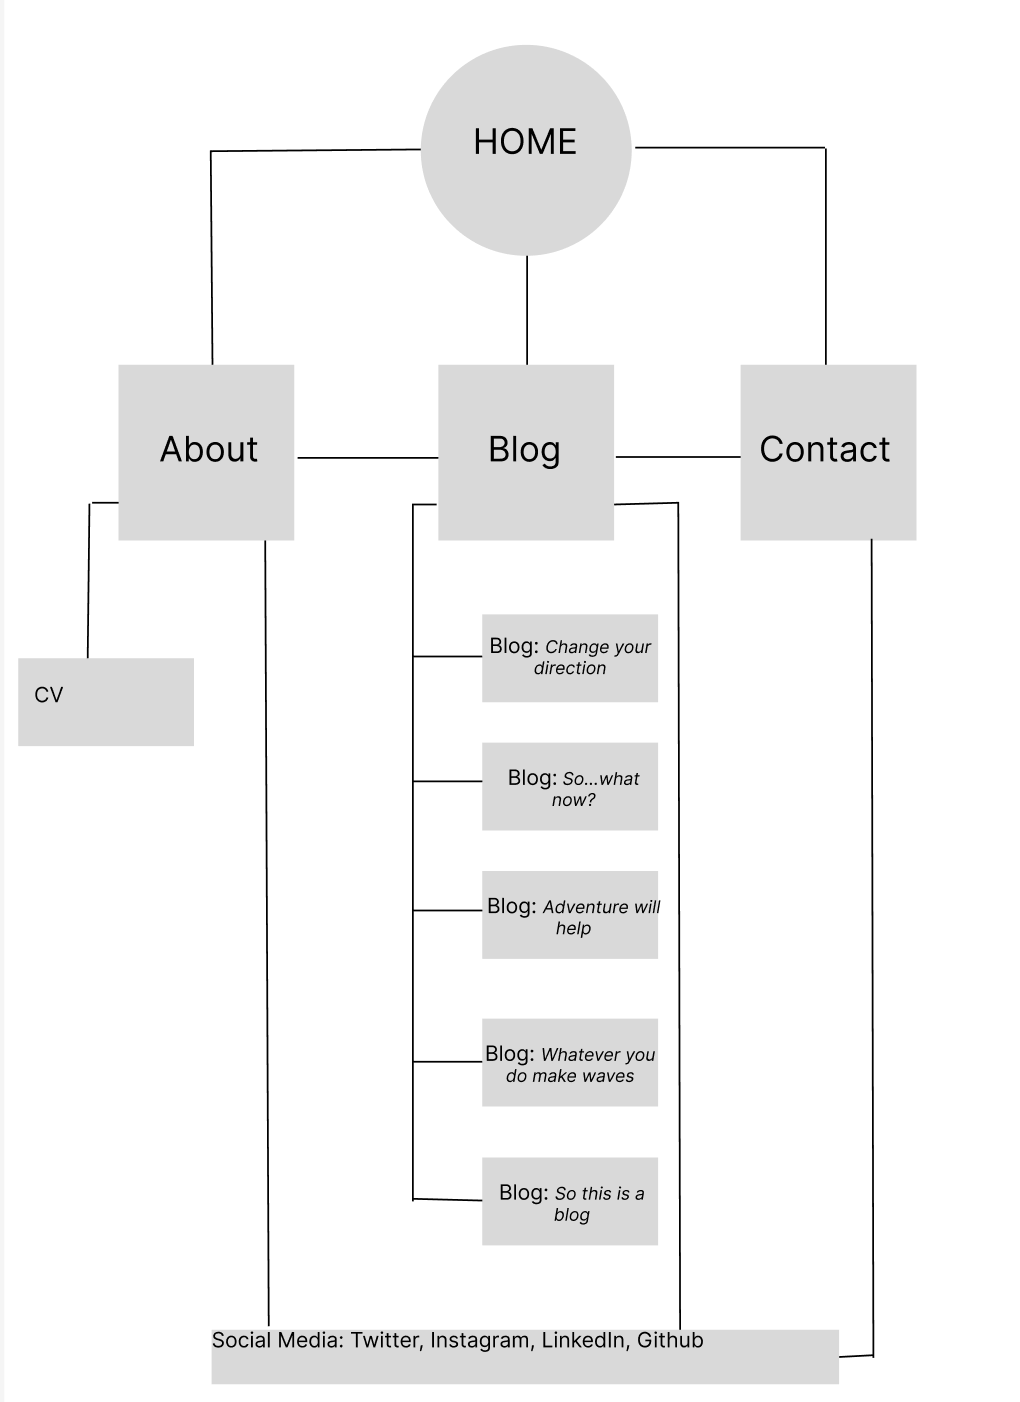 HOME
About
Blog
Contact
CV
Blog: Change your
direction
Blog: So...what
now?
Blog: Adventure will
help
Blog: Whatever you
do make waves
Blog: So this is a
blog
Social Media: Twitter, Instagram, LinkedIn, Github